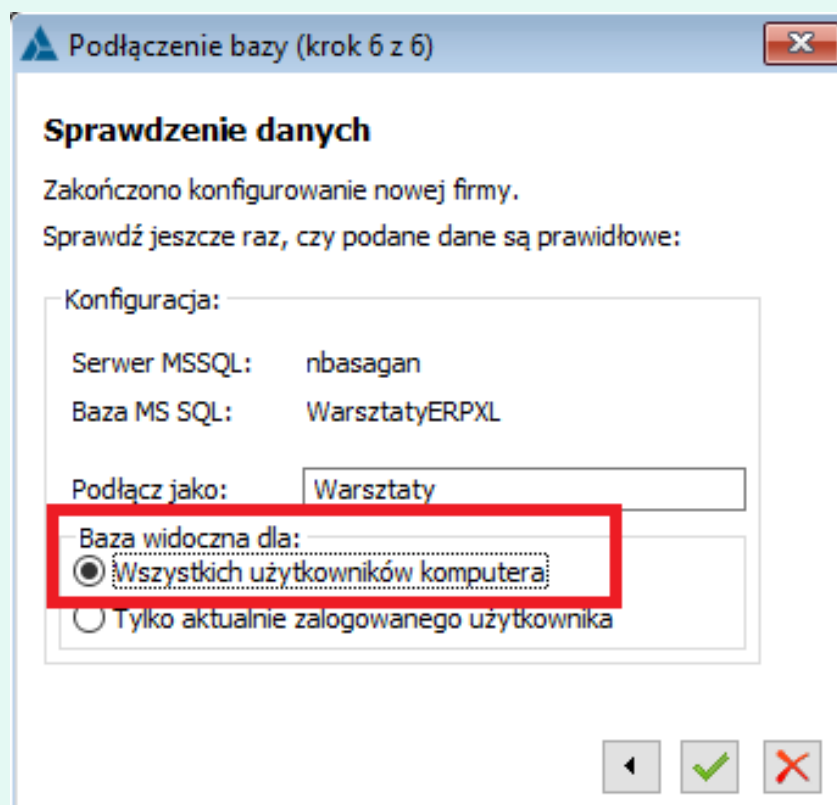 Podłączenie bazy (krok 6 z 6)
Sprawdzenie danych
Zakończono konfigurowanie nowej firmy.
Sprawdź jeszcze raz, czy podane dane są prawidłowe:
Konfiguracja:
Serwer MSSQL: nbasagan
Baza MS SQL: WarsztatyERPXL
Podłącz jako: Warsztaty
Baza widoczna dla:
Wszystkich użytkowników komputera
Tylko aktualnie zalogowanego użytkownika